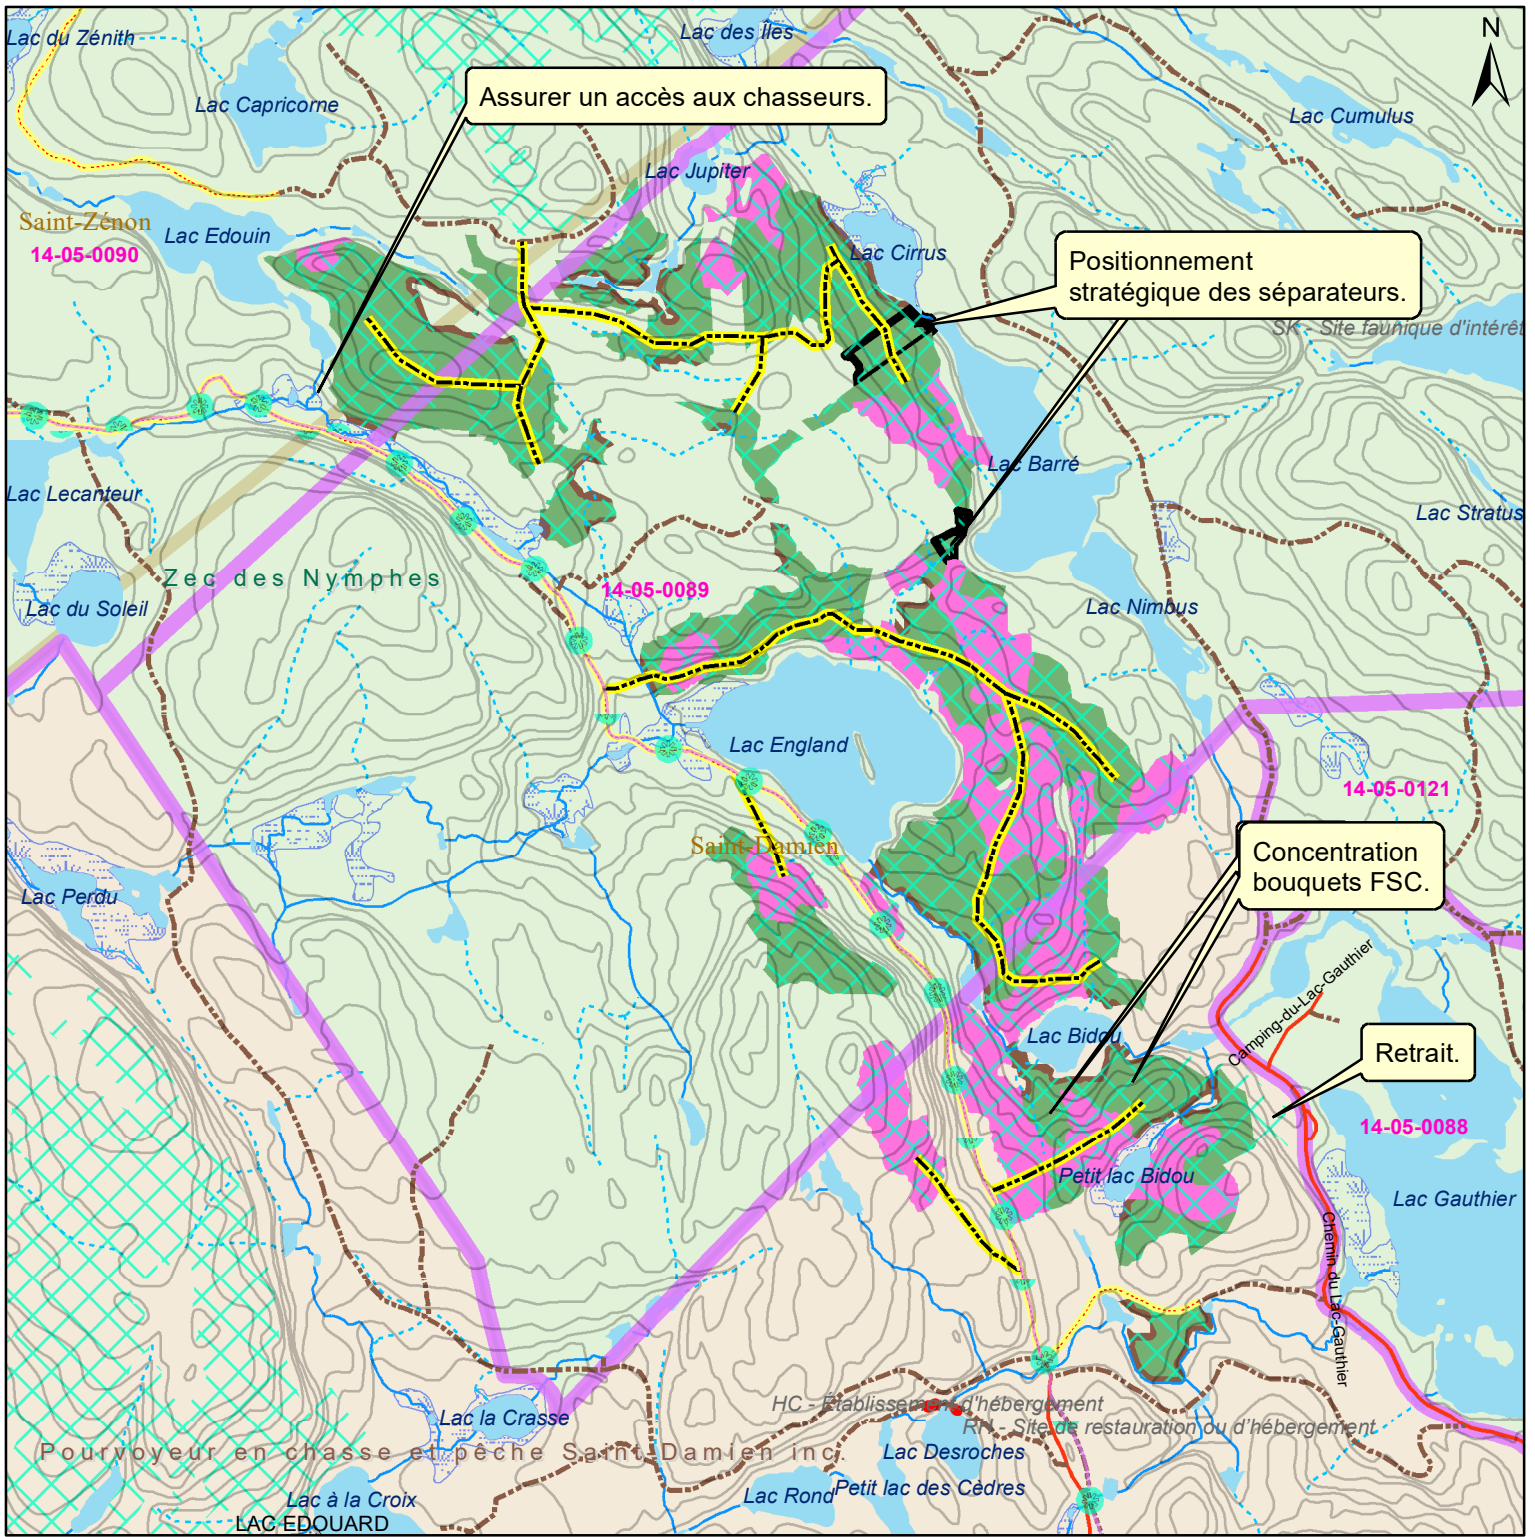 Lac du Zénith
Lac des Îles
N
Lac Capricorne
Assurer un accès aux chasseurs.
Lac Cumulus
Lac Jupiter
Saint-Zénon
14-05-0090
Lac Edouin
Lac Cirrus
Positionnement
stratégique des séparateurs.
SK - Site faunique d'intérêt
Lac Lecanteur
Lac Barré
Lac Stratus
Zec des Nymphes
14-05-0089
Lac du Soleil
Lac Nimbus
Lac England
14-05-0121
Saint-Damien
Concentration
bouquets FSC.
Lac Perdu
Camping-du-Lac-Gauthier
Lac Bidou
Retrait.
14-05-0088
Petit lac Bidou
Lac Gauthier
Chemin du Lac-Gauthier
HC - Établissement d'hébergement
Lac la Crasse
RH - Site de restauration ou d'hébergement
Pourvoyeur en chasse et pêche Saint-Damien inc.
Lac Desroches
Lac à la Croix
Lac Rond
Petit lac des Cèdres
LAC EDOUARD